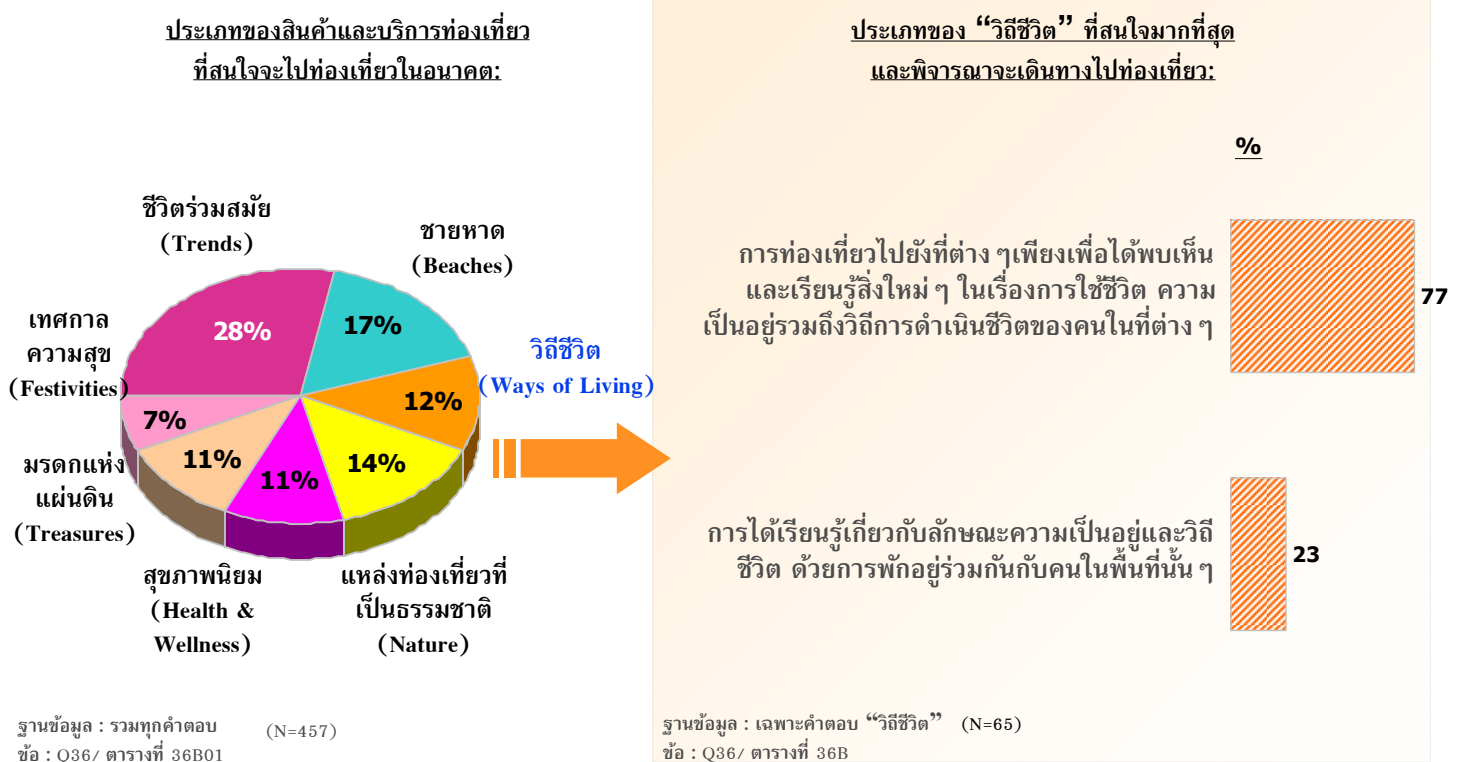 ประเภทของสินค้าและบริการท่องเที่ยว
ที่สนใจจะไปท่องเที่ยวในอนาคต:
ชีวิตร่วมสมัย
(Trends)
ชายหาด
(Beaches)
เทศกาล
ความสุข
(Festivities)
28%
17%
วิถีชีวิต
(Ways of Living)
12%
7%
11%
11%
14%
มรดกแห่ง
แผ่นดิน
(Treasures)
สุขภาพนิยม
(Health &
Wellness)
แหล่งท่องเที่ยวที่
เป็นธรรมชาติ
(Nature)
ฐานข้อมูล : รวมทุกคำตอบ (N=457)
ข้อ : Q36/ ตารางที่ 36B01
ประเภทของ “วิถีชีวิต” ที่สนใจมากที่สุด
และพิจารณาจะเดินทางไปท่องเที่ยว:
%
การท่องเที่ยวไปยังที่ต่าง ๆเพียงเพื่อได้พบเห็น
และเรียนรู้สิ่งใหม่ ๆ ในเรื่องการใช้ชีวิต ความ
เป็นอยู่รวมถึงวิถีการดำเนินชีวิตของคนในที่ต่าง ๆ
77
การได้เรียนรู้เกี่ยวกับลักษณะความเป็นอยู่และวิถี
ชีวิต ด้วยการพักอยู่ร่วมกันกับคนในพื้นที่นั้น ๆ
23
ฐานข้อมูล : เฉพาะคำตอบ “วิถีชีวิต” (N=65)
ข้อ : Q36/ ตารางที่ 36B